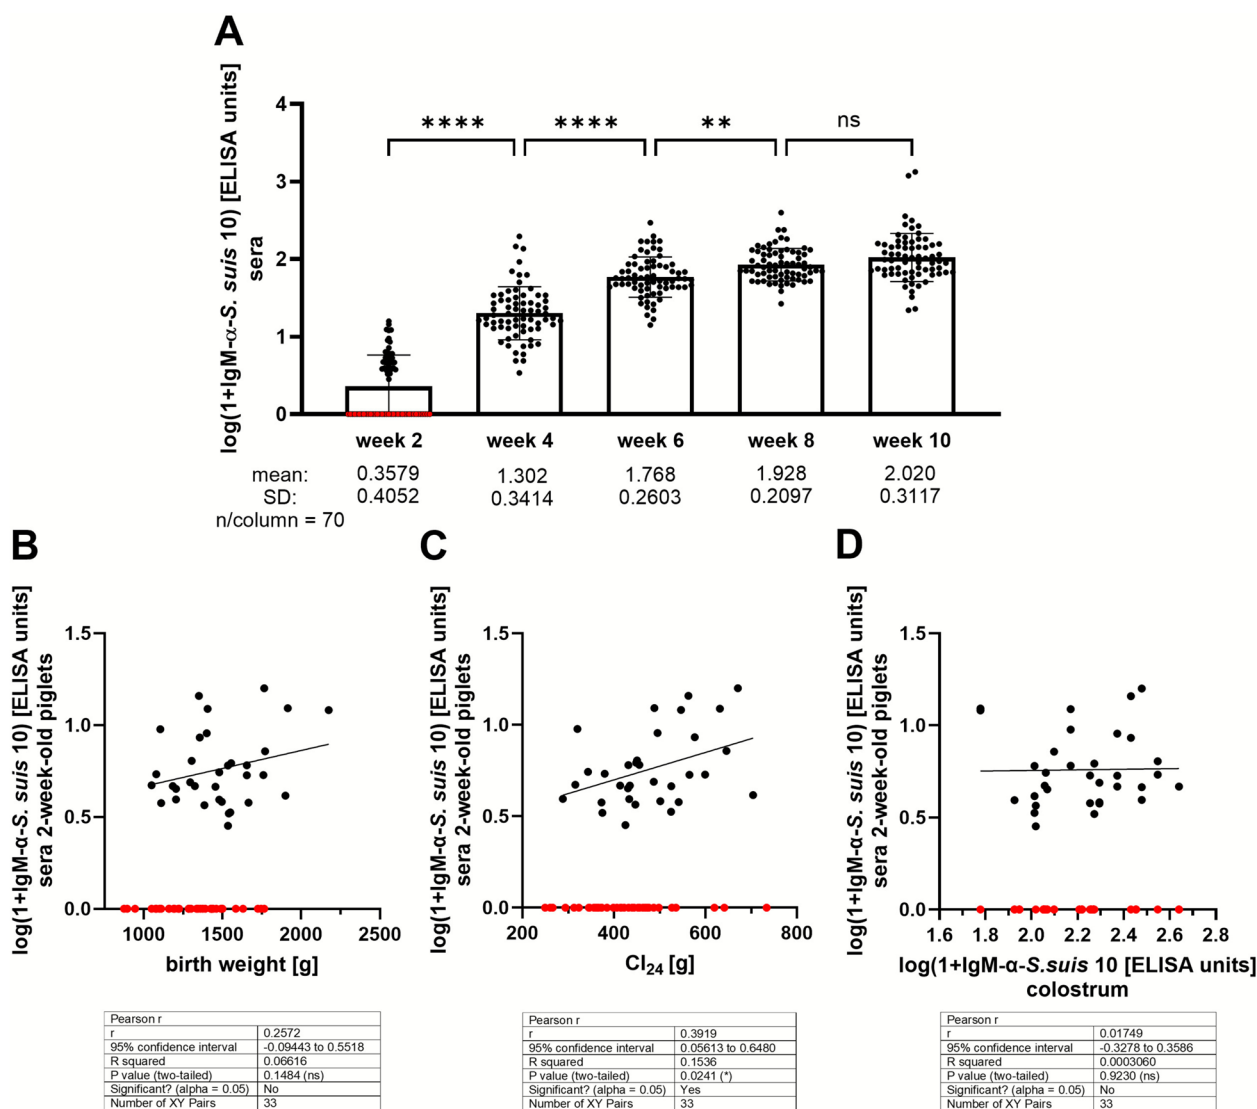 A
log(1+IgM-α-S. suis 10) [ELISA units]
sera
4
3
2
1
0
**** **** ** ns
week 2 week 4 week 6 week 8 week 10
mean: 0.3579 1.302 1.768 1.928 2.020
SD: 0.4052 0.3414 0.2603 0.2097 0.3117
n/column = 70
B
log(1+IgM-α-S. suis 10) [ELISA units]
sera 2-week-old piglets
1.5
1.0
0.5
0.0
1000 1500 2000 2500
birth weight [g]
Pearson r
r 0.2572
95% confidence interval -0.09443 to 0.5518
R squared 0.06616
P value (two-tailed) 0.1484 (ns)
Significant? (alpha = 0.05) No
Number of XY Pairs 33
C
log(1+IgM-α-S. suis 10) [ELISA units]
sera 2-week-old piglets
1.5
1.0
0.5
0.0
200 400 600 800
CI24 [g]
Pearson r
r 0.3919
95% confidence interval 0.05613 to 0.6480
R squared 0.1536
P value (two-tailed) 0.0241 (*)
Significant? (alpha = 0.05) Yes
Number of XY Pairs 33
D
log(1+IgM-α-S. suis 10) [ELISA units]
sera 2-week-old piglets
1.5
1.0
0.5
0.0
1.6 1.8 2.0 2.2 2.4 2.6 2.8
log(1+IgM-α-S.suis 10 [ELISA units]
colostrum
Pearson r
r 0.01749
95% confidence interval -0.3278 to 0.3586
R squared 0.0003060
P value (two-tailed) 0.9230 (ns)
Significant? (alpha = 0.05) No
Number of XY Pairs 33